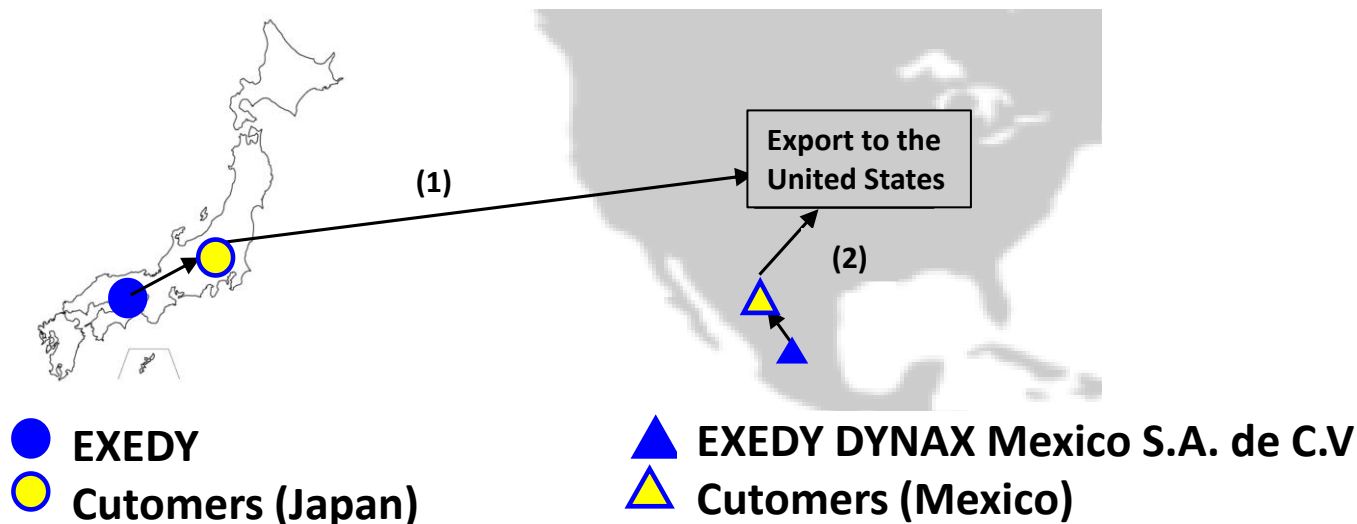 Export to the
United States
(1)
(2)
EXEDY
Cutomers (Japan)
EXEDY DYNAX Mexico S.A. de C.V
Cutomers (Mexico)